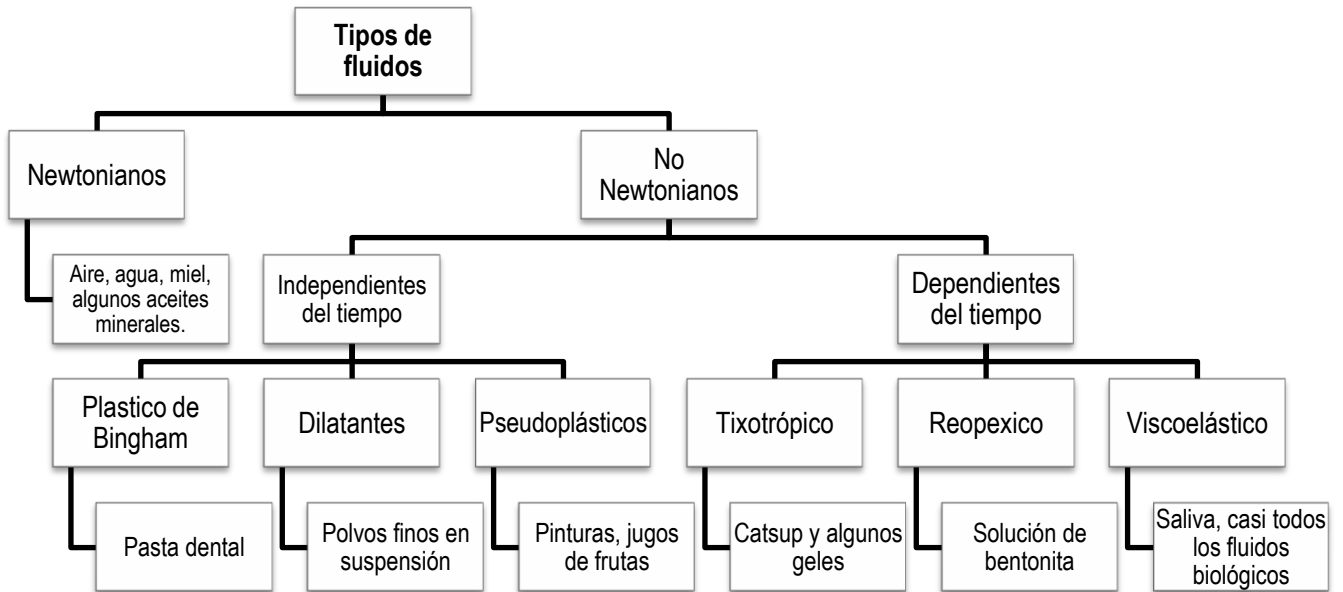 Tipos de
fluidos
Newtonianos
No
Newtonianos
Aire, agua, miel,
algunos aceites
minerales.
Independientes
del tiempo
Dependientes
del tiempo
Plastico de
Bingham
Dilatantes
Pseudoplásticos
Tixotrópico
Reopexico
Viscoelástico
Pasta dental
Polvos finos en
suspensión
Pinturas, jugos
de frutas
Catsup y algunos
geles
Solución de
bentonita
Saliva, casi todos
los fluidos
biológicos